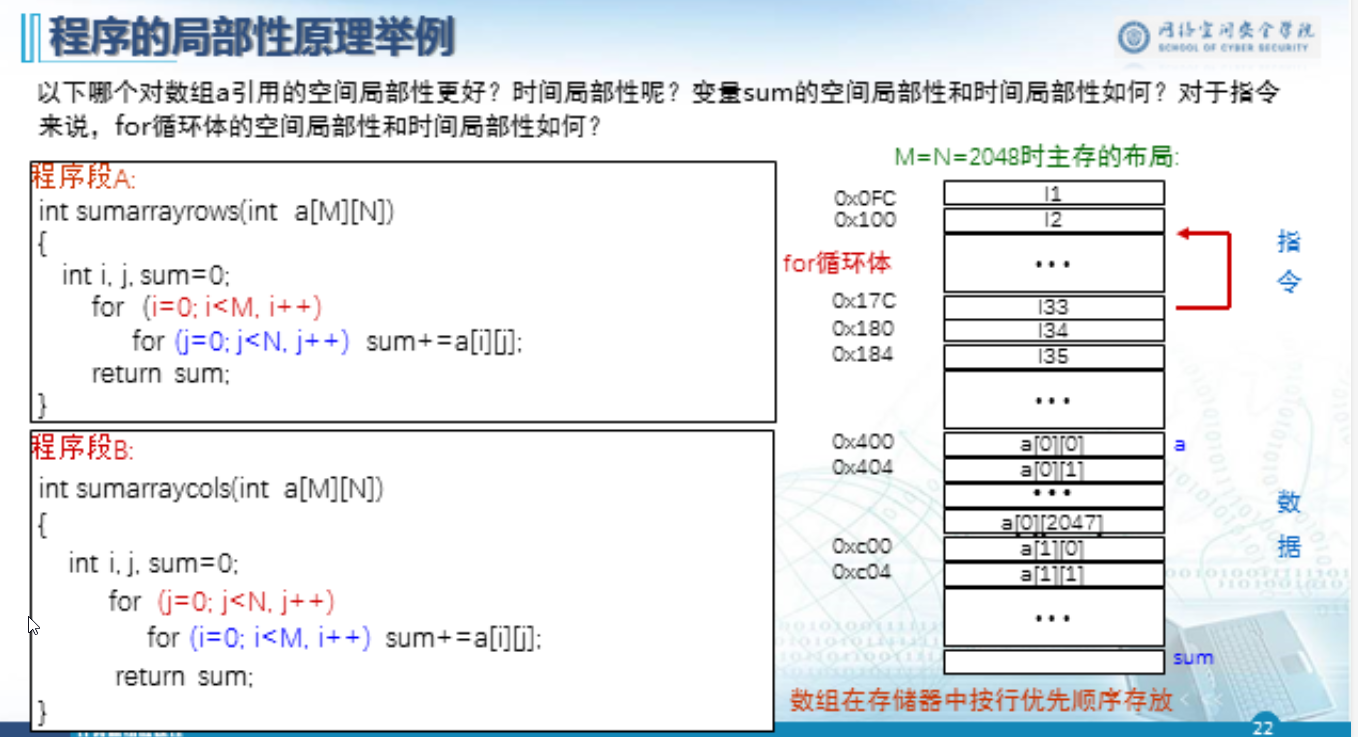 程序的局部性原理举例
网络空间安全学院
SCHOOL OF CYBER SECURITY
以下哪个对数组a引用的空间局部性更好？时间局部性呢？变量sum的空间局部性和时间局部性如何？对于指令
来说，for循环体的空间局部性和时间局部性如何？
程序段A:
int sumarrayrows(int a[M][N])
{
int i, j, sum=0;
for (i=0; i<M, i++)
for (j=0; j<N, j++) sum+=a[i][j];
return sum;
}
程序段B:
int sumarraycols(int a[M][N])
{
int i, j, sum=0;
for (j=0; j<N, j++)
for (i=0; i<M, i++) sum+=a[i][j];
return sum;
}
M=N=2048时主存的布局:
0x0FC I1
0x100 I2
•••
for循环体
0x17C I33
0x180 I34
0x184 I35
•••
指令
0x400 a[0][0] a
0x404 a[0][1]
•••
a[0][2047]
0xc00 a[1][0]
0xc04 a[1][1]
•••
sum
数据
数组在存储器中按行优先顺序存放
22